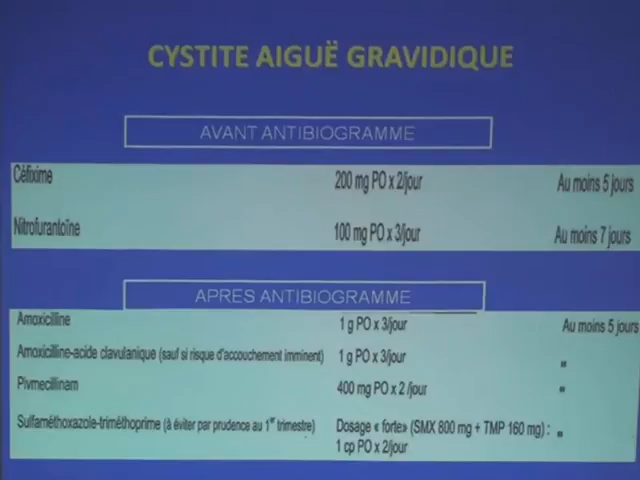 CYSTITE AIGUË GRAVIDIQUE
AVANT ANTIBIOGRAMME
Céfixime 200 mg PO x 2/jour Au moins 5 jours
Nitrofurantoïne 100 mg PO x 3/jour Au moins 7 jours
APRES ANTIBIOGRAMME
Amoxicilline 1 g PO x 3/jour Au moins 5 jours
Amoxicilline-acide clavulanique (sauf si risque d'accouchement imminent) 1 g PO x 3/jour "
Pivmecillinam 400 mg PO x 2 /jour "
Sulfaméthoxazole-triméthoprime (à éviter par prudence au 1er trimestre) Dosage « forte» (SMX 800 mg + TMP 160 mg) : "
1 cp PO x 2/jour